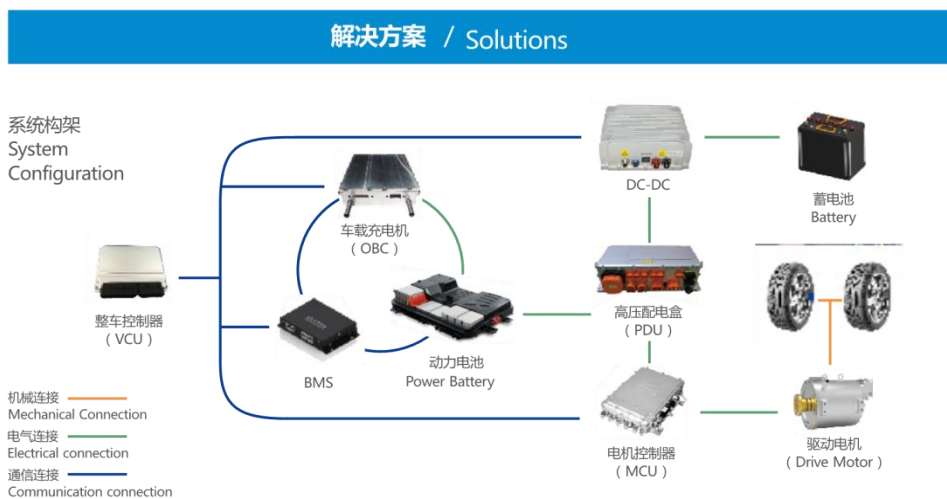 解决方案 / Solutions
系统构架
System
Configuration
DC-DC
蓄电池
Battery
车载充电机
（OBC）
整车控制器
（VCU）
BMS
动力电池
Power Battery
高压配电盒
（PDU）
机械连接
Mechanical Connection
电气连接
Electrical connection
通信连接
Communication connection
电机控制器
（MCU）
驱动电机
（Drive Motor）